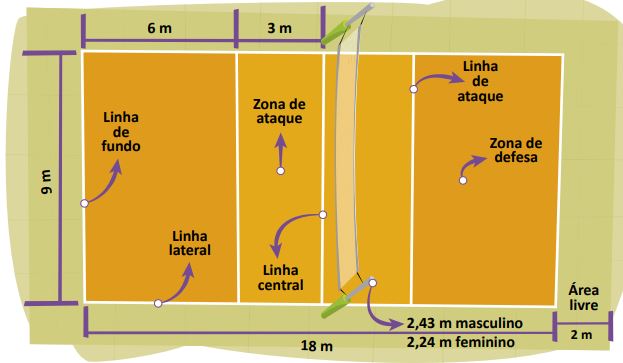 6 m
3 m
Linha
de
ataque
Linha
de
fundo
Zona de
ataque
Zona de
defesa
9 m
Linha
lateral
Linha
central
Área
livre
2,43 m masculino
2,24 m feminino
18 m
2 m